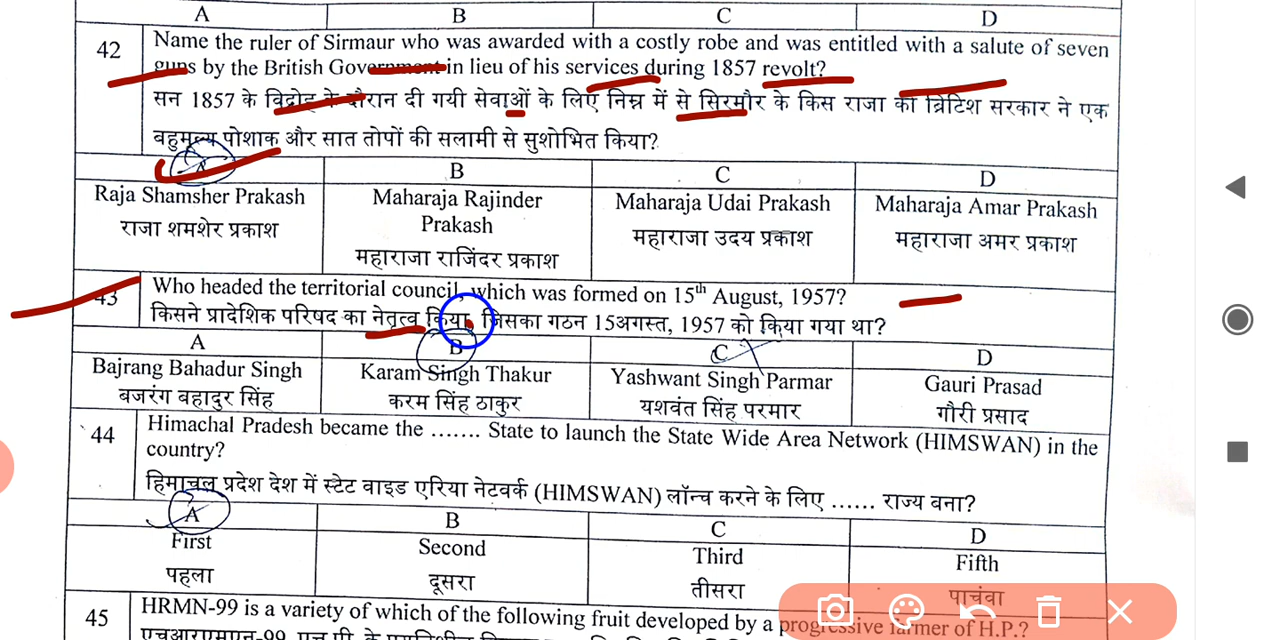 A B C D
42 Name the ruler of Sirmaur who was awarded with a costly robe and was entitled with a salute of seven
guns by the British Government in lieu of his services during 1857 revolt?
सन 1857 के विद्रोह के दौरान दी गयी सेवाओं के लिए निम्न में से सिरमौर के किस राजा को ब्रिटिश सरकार ने एक
बहुमूल्य पोशाक और सात तोपों की सलामी से सुशोभित किया?
A B C D
Raja Shamsher Prakash Maharaja Rajinder Prakash Maharaja Udai Prakash Maharaja Amar Prakash
राजा शमशेर प्रकाश महाराजा राजिंदर प्रकाश महाराजा उदय प्रकाश महाराजा अमर प्रकाश
43 Who headed the territorial council, which was formed on 15th August, 1957?
किसने प्रादेशिक परिषद का नेतृत्व किया, जिसका गठन 15अगस्त, 1957 को किया गया था?
A B C D
Bajrang Bahadur Singh Karam Singh Thakur Yashwant Singh Parmar Gauri Prasad
बजरंग बहादुर सिंह करम सिंह ठाकुर यशवंत सिंह परमार गौरी प्रसाद
44 Himachal Pradesh became the ....... State to launch the State Wide Area Network (HIMSWAN) in the
country?
हिमाचल प्रदेश देश में स्टेट वाइड एरिया नेटवर्क (HIMSWAN) लॉन्च करने के लिए ...... राज्य बना?
A B C D
First Second Third Fifth
पहला दूसरा तीसरा पाचंवा
45 HRMN-99 is a variety of which of the following fruit developed by a progressive farmer of H.P.?